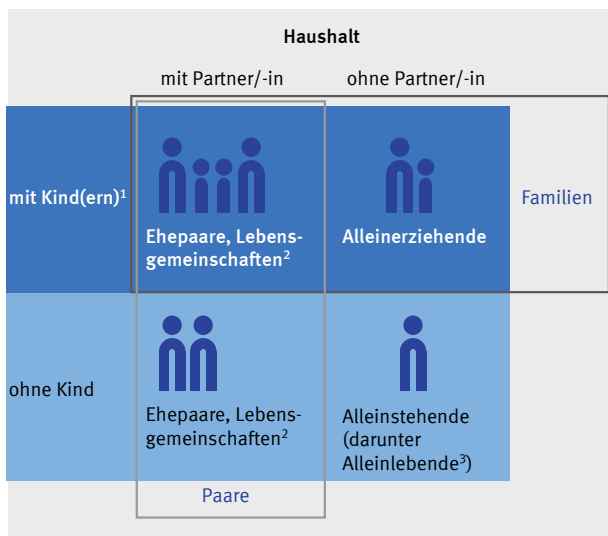 Haushalt
mit Partner/-in
ohne Partner/-in
mit Kind(ern)¹
Ehepaare, Lebens-
gemeinschaften²
Alleinerziehende
Familien
ohne Kind
Ehepaare, Lebens-
gemeinschaften²
Alleinstehende
(darunter
Alleinlebende³)
Paare